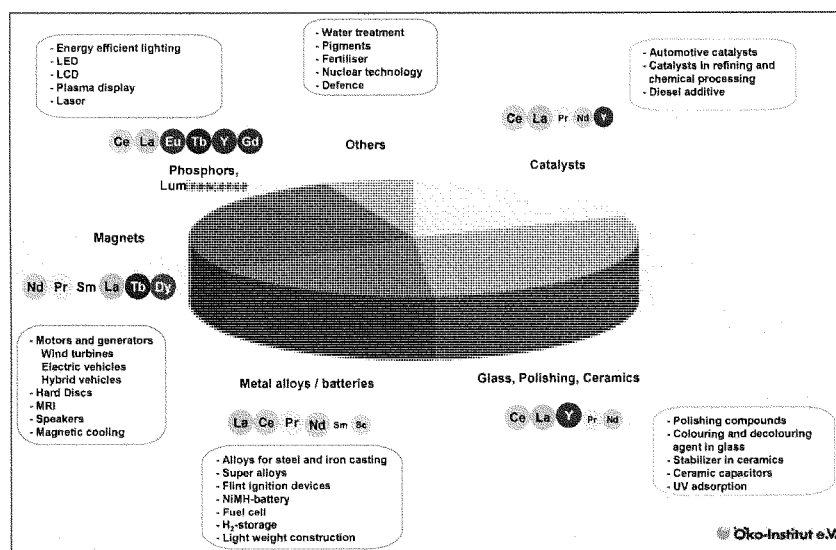 - Energy efficient lighting
- LED
- LCD
- Plasma display
- Lasor
Ce La Eu Tb Y Gd
Phosphors,
- Water treatment
- Pigments
- Fertiliser
- Nuclear technology
- Defence
Others
- Automotive catalysts
- Catalysts in refining and
chemical processing
- Diesel additive
Ce La Pr Nd Y
Catalysts
Magnets
Nd Pr Sm La Tb Dy
- Motors and generators
Wind turbines
Electric vehicles
Hybrid vehicles
- Hard Discs
- MRI
- Speakers
- Magnetic cooling
Metal alloys / batteries
La Ce Pr Nd Sm Sc
- Alloys for steel and iron casting
- Super alloys
- Flint ignition devices
- NiMH-battery
- Fuel cell
- H₂-storage
- Light weight construction
Glass, Polishing, Ceramics
Ce La Y Pr Nd
- Polishing compounds
- Colouring and decolouring
agent in glass
- Stabilizer in ceramics
- Ceramic capacitors
- UV adsorption
Öko-Institut e.V.